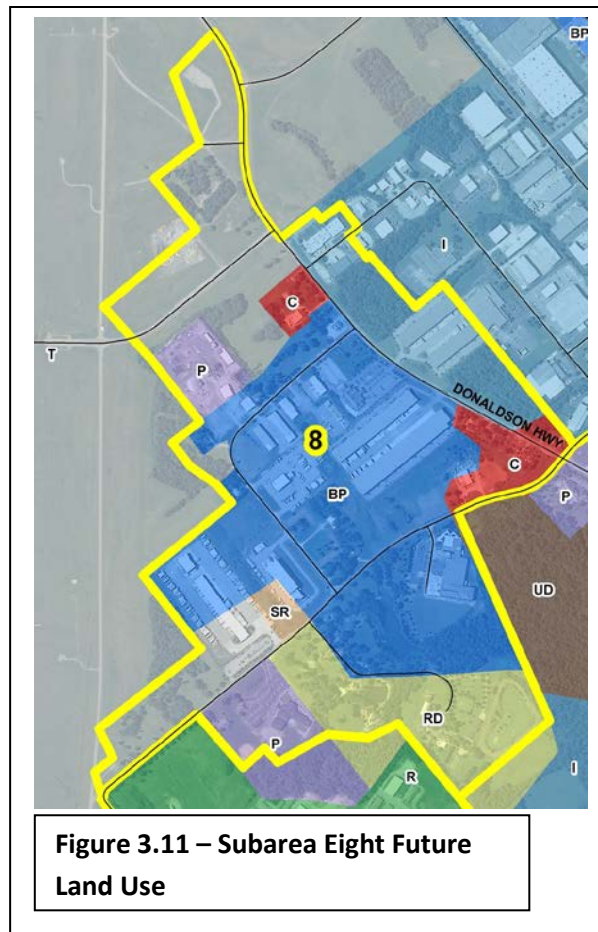 BP
I
C
T
P
8
DONALDSON HWY
C
BP
P
UD
SR
RD
P
R
I
Figure 3.11 – Subarea Eight Future
Land Use